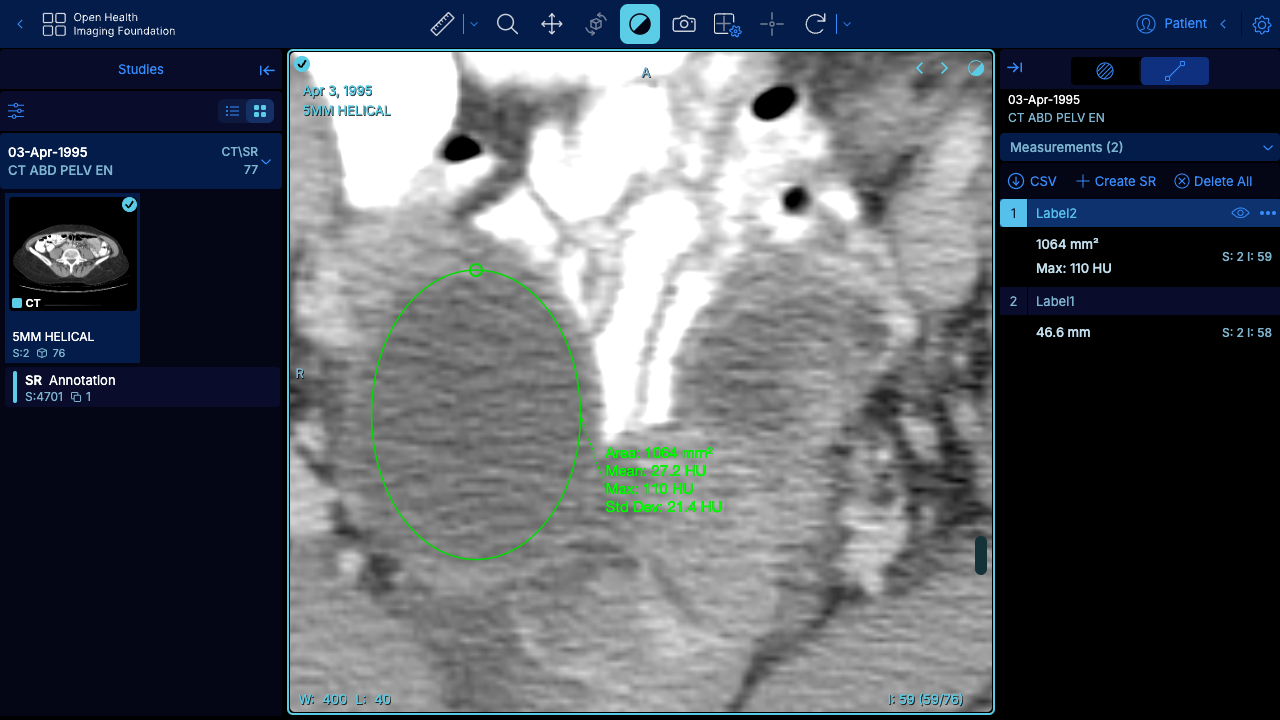 Open Health
Imaging Foundation
Patient
Studies
03-Apr-1995
CT\SR
CT ABD PELV EN
77
CT
5MM HELICAL
S:2 76
SR Annotation
S:4701 1
A
Apr 3, 1995
5MM HELICAL
R
Area: 1064 mm²
Mean: 27.2 HU
Max: 110 HU
Std Dev: 21.4 HU
W: 400 L: 40
I: 59 (59/76)
03-Apr-1995
CT ABD PELV EN
Measurements (2)
CSV
Create SR
Delete All
1 Label2
1064 mm²
Max: 110 HU
S: 2 I: 59
2 Label1
46.6 mm
S: 2 I: 58